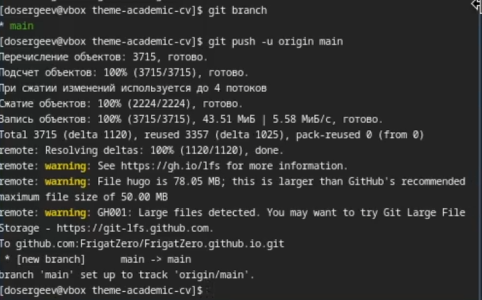 [dosergeev@vbox theme-academic-cv]$ git branch
* main
[dosergeev@vbox theme-academic-cv]$ git push -u origin main
Перечисление объектов: 3715, готово.
Подсчет объектов: 100% (3715/3715), готово.
При сжатии изменений используется до 4 потоков
Сжатие объектов: 100% (2224/2224), готово.
Запись объектов: 100% (3715/3715), 43.51 МиБ | 5.58 МиБ/с, готово.
Total 3715 (delta 1120), reused 3357 (delta 1025), pack-reused 0 (from 0)
remote: Resolving deltas: 100% (1120/1120), done.
remote: warning: See https://gh.io/lfs for more information.
remote: warning: File hugo is 78.05 MB; this is larger than GitHub's recommended
maximum file size of 50.00 MB
remote: warning: GH001: Large files detected. You may want to try Git Large File
Storage - https://git-lfs.github.com.
To github.com:FrigatZero/FrigatZero.github.io.git
* [new branch]      main -> main
branch 'main' set up to track 'origin/main'.
[dosergeev@vbox theme-academic-cv]$